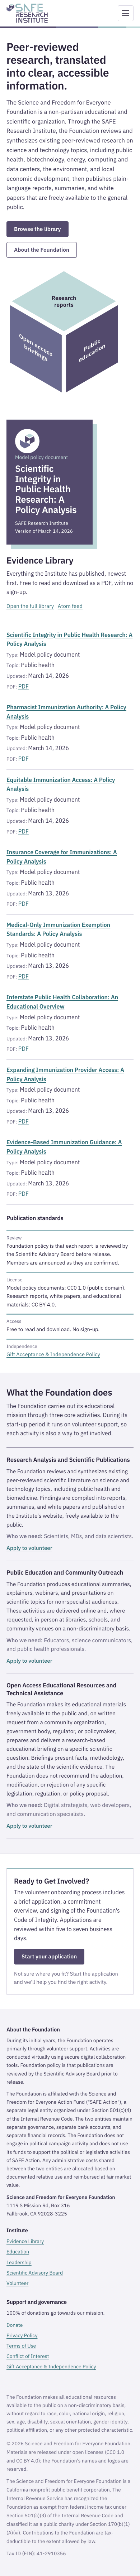 SAFE
RESEARCH
INSTITUTE
Peer-reviewed
research, translated
into clear, accessible
information.
The Science and Freedom for Everyone
Foundation is a non-partisan educational and
scientific organization. Through the SAFE
Research Institute, the Foundation reviews and
synthesizes existing peer-reviewed research on
science and technology topics, including public
health, biotechnology, energy, computing and
data centers, the environment, and local
economic development, then publishes plain-
language reports, summaries, and white
papers that are freely available to the general
public.
Browse the library
About the Foundation
Research
reports
Open access
briefings
public
education
Model policy document
Scientific
Integrity in
Public Health
Research: A
Policy Analysis
SAFE Research Institute
Version of March 14, 2026
Evidence Library
Everything the Institute has published, newest
first. Free to read and download as a PDF, with no
sign-up.
Open the full library Atom feed
Scientific Integrity in Public Health Research: A
Policy Analysis
Type: Model policy document
Topic: Public health
Updated: March 14, 2026
PDF: PDF
Pharmacist Immunization Authority: A Policy
Analysis
Type: Model policy document
Topic: Public health
Updated: March 14, 2026
PDF: PDF
Equitable Immunization Access: A Policy
Analysis
Type: Model policy document
Topic: Public health
Updated: March 14, 2026
PDF: PDF
Insurance Coverage for Immunizations: A
Policy Analysis
Type: Model policy document
Topic: Public health
Updated: March 13, 2026
PDF: PDF
Medical-Only Immunization Exemption
Standards: A Policy Analysis
Type: Model policy document
Topic: Public health
Updated: March 13, 2026
PDF: PDF
Interstate Public Health Collaboration: An
Educational Overview
Type: Model policy document
Topic: Public health
Updated: March 13, 2026
PDF: PDF
Expanding Immunization Provider Access: A
Policy Analysis
Type: Model policy document
Topic: Public health
Updated: March 13, 2026
PDF: PDF
Evidence-Based Immunization Guidance: A
Policy Analysis
Type: Model policy document
Topic: Public health
Updated: March 13, 2026
PDF: PDF
Publication standards
Review
Foundation policy is that each report is reviewed by
the Scientific Advisory Board before release.
Members are announced as they are confirmed.
License
Model policy documents: CC0 1.0 (public domain).
Research reports, white papers, and educational
materials: CC BY 4.0.
Access
Free to read and download. No sign-up.
Independence
Gift Acceptance & Independence Policy
What the Foundation does
The Foundation carries out its educational
mission through three core activities. During its
start-up period it runs on volunteer support, so
each activity is also a way to get involved.
Research Analysis and Scientific Publications
The Foundation reviews and synthesizes existing
peer-reviewed scientific literature on science and
technology topics, including public health and
biomedicine. Findings are compiled into reports,
summaries, and white papers and published on
the Institute's website, freely available to the
public.
Who we need: Scientists, MDs, and data scientists.
Apply to volunteer
Public Education and Community Outreach
The Foundation produces educational summaries,
explainers, webinars, and presentations on
scientific topics for non-specialist audiences.
These activities are delivered online and, where
requested, in person at libraries, schools, and
community venues on a non-discriminatory basis.
Who we need: Educators, science communicators,
and public health professionals.
Apply to volunteer
Open Access Educational Resources and
Technical Assistance
The Foundation makes its educational materials
freely available to the public and, on written
request from a community organization,
government body, regulator, or policymaker,
prepares and delivers a research-based
educational briefing on a specific scientific
question. Briefings present facts, methodology,
and the state of the scientific evidence. The
Foundation does not recommend the adoption,
modification, or rejection of any specific
legislation, regulation, or policy proposal.
Who we need: Digital strategists, web developers,
and communication specialists.
Apply to volunteer
Ready to Get Involved?
The volunteer onboarding process includes
a brief application, a commitment
overview, and signing of the Foundation's
Code of Integrity. Applications are
reviewed within five to seven business
days.
Start your application
Not sure where you fit? Start the application
and we'll help you find the right activity.
About the Foundation
During its initial years, the Foundation operates
primarily through volunteer support. Activities are
conducted virtually using secure digital collaboration
tools. Foundation policy is that publications are
reviewed by the Scientific Advisory Board prior to
release.
The Foundation is affiliated with the Science and
Freedom for Everyone Action Fund ("SAFE Action"), a
separate legal entity organized under Section 501(c)(4)
of the Internal Revenue Code. The two entities maintain
separate governance, separate bank accounts, and
separate financial records. The Foundation does not
engage in political campaign activity and does not use
its funds to support the political or legislative activities
of SAFE Action. Any administrative costs shared
between the two entities are allocated based on
documented relative use and reimbursed at fair market
value.
Science and Freedom for Everyone Foundation
1119 S Mission Rd, Box 316
Fallbrook, CA 92028-3225
Institute
Evidence Library
Education
Leadership
Scientific Advisory Board
Volunteer
Support and governance
100% of donations go towards our mission.
Donate
Privacy Policy
Terms of Use
Conflict of Interest
Gift Acceptance & Independence Policy
The Foundation makes all educational resources
available to the public on a non-discriminatory basis,
without regard to race, color, national origin, religion,
sex, age, disability, sexual orientation, gender identity,
political affiliation, or any other protected characteristic.
© 2026 Science and Freedom for Everyone Foundation.
Materials are released under open licenses (CC0 1.0
and CC BY 4.0); the Foundation's names and logos are
excluded.
The Science and Freedom for Everyone Foundation is a
California nonprofit public benefit corporation. The
Internal Revenue Service has recognized the
Foundation as exempt from federal income tax under
Section 501(c)(3) of the Internal Revenue Code and
classified it as a public charity under Section 170(b)(1)
(A)(vi). Contributions to the Foundation are tax-
deductible to the extent allowed by law.
Tax ID (EIN): 41-2910356